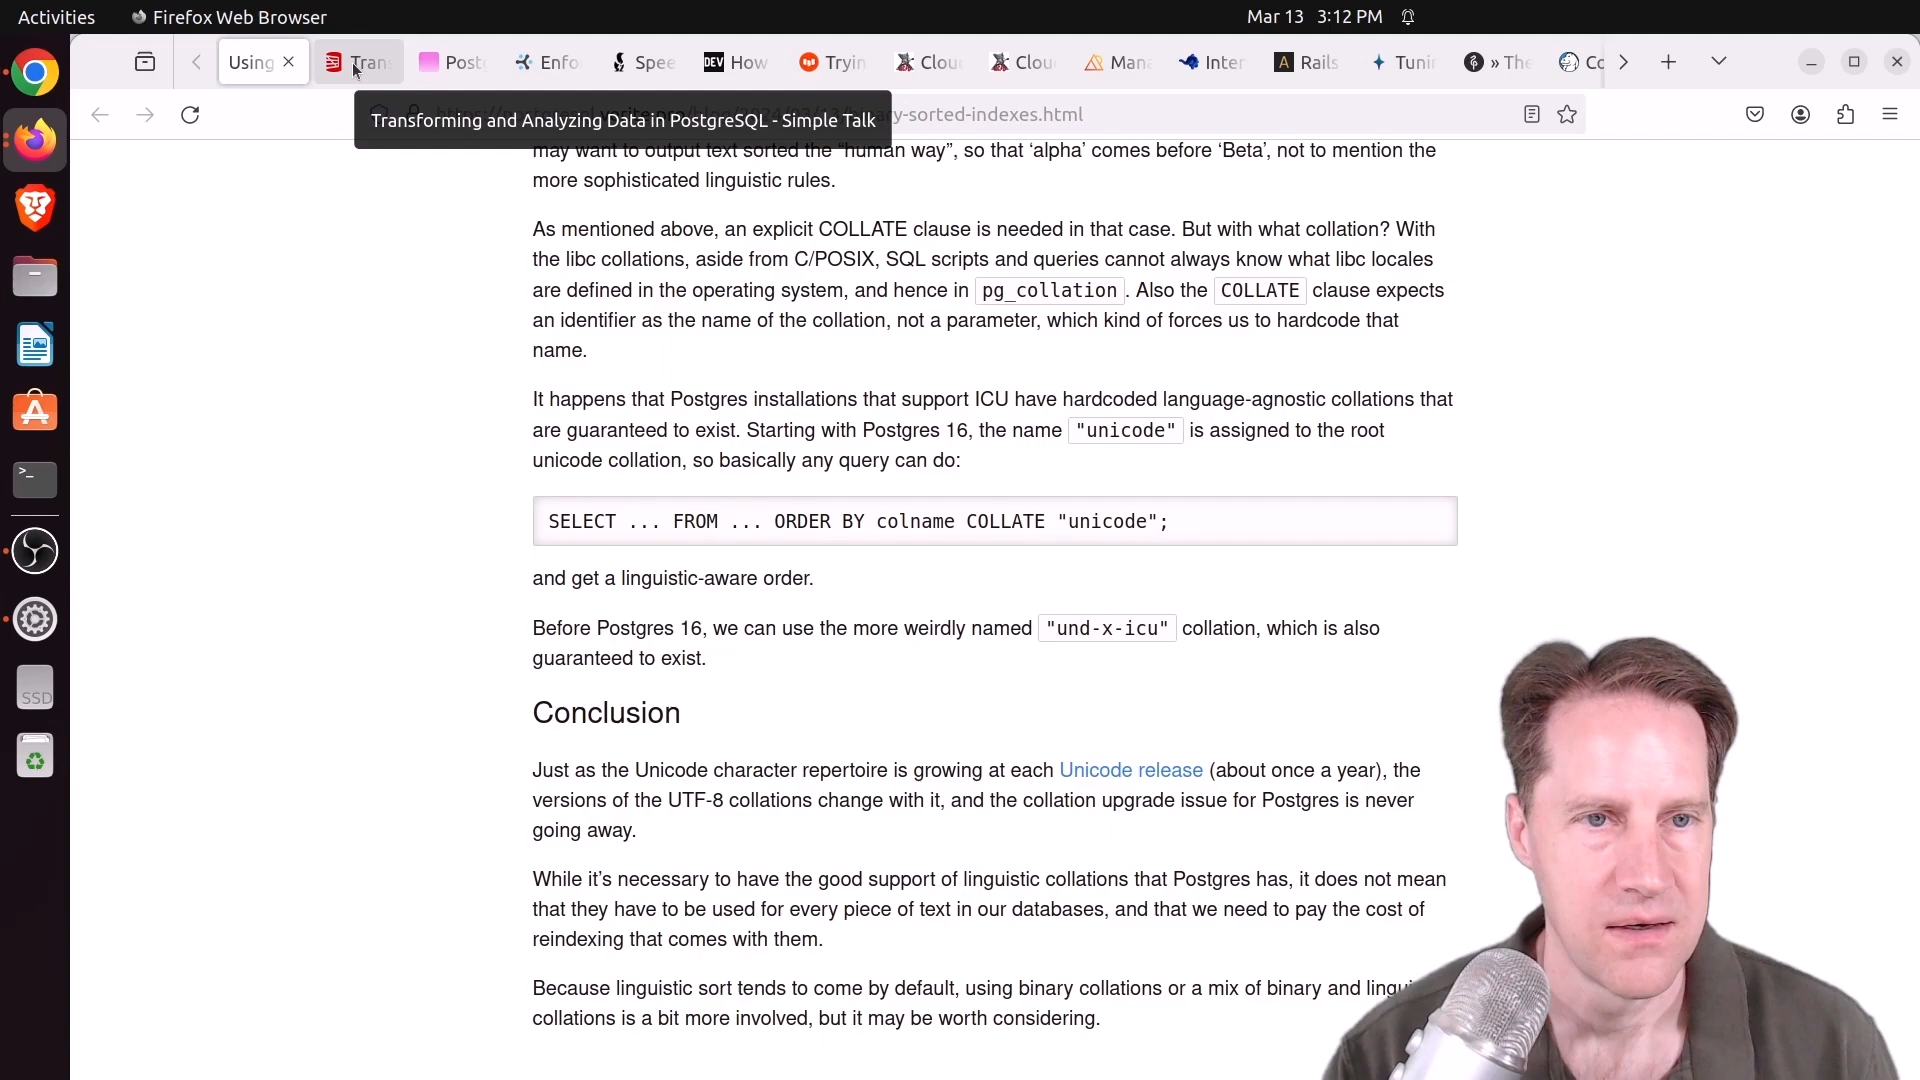 Activities
Firefox Web Browser
Mar 13 3:12 PM
Using
Trans
Postg
Enfo
Spee
DEV How
Tryin
Clou
Clou
Mana
Inter
A Rails
Tunin
» The
Co
Transforming and Analyzing Data in PostgreSQL - Simple Talk
ry-sorted-indexes.html
may want to output text sorted the “human way”, so that ‘alpha’ comes before ‘Beta’, not to mention the
more sophisticated linguistic rules.
As mentioned above, an explicit COLLATE clause is needed in that case. But with what collation? With
the libc collations, aside from C/POSIX, SQL scripts and queries cannot always know what libc locales
are defined in the operating system, and hence in pg_collation . Also the COLLATE clause expects
an identifier as the name of the collation, not a parameter, which kind of forces us to hardcode that
name.
It happens that Postgres installations that support ICU have hardcoded language-agnostic collations that
are guaranteed to exist. Starting with Postgres 16, the name "unicode" is assigned to the root
unicode collation, so basically any query can do:
SELECT ... FROM ... ORDER BY colname COLLATE "unicode";
and get a linguistic-aware order.
Before Postgres 16, we can use the more weirdly named "und-x-icu" collation, which is also
guaranteed to exist.
Conclusion
Just as the Unicode character repertoire is growing at each Unicode release (about once a year), the
versions of the UTF-8 collations change with it, and the collation upgrade issue for Postgres is never
going away.
While it’s necessary to have the good support of linguistic collations that Postgres has, it does not mean
that they have to be used for every piece of text in our databases, and that we need to pay the cost of
reindexing that comes with them.
Because linguistic sort tends to come by default, using binary collations or a mix of binary and lingui
collations is a bit more involved, but it may be worth considering.
SSD